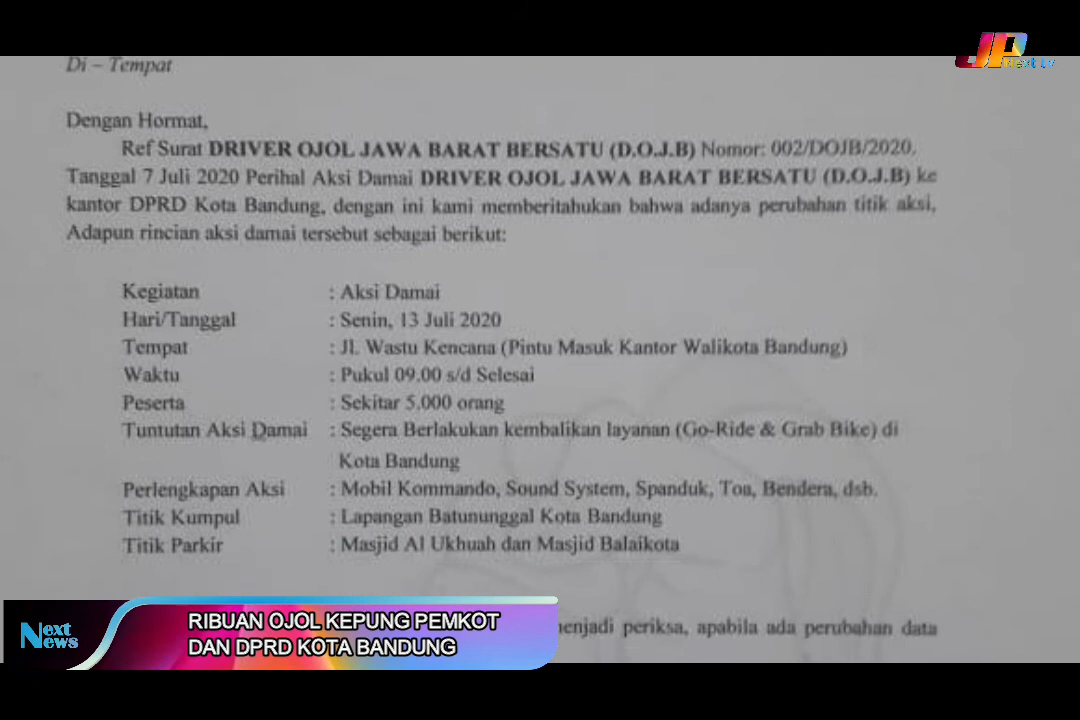 JP
Next tv
Di – Tempat
Dengan Hormat,
Ref Surat DRIVER OJOL JAWA BARAT BERSATU (D.O.J.B) Nomor: 002/DOJB/2020.
Tanggal 7 Juli 2020 Perihal Aksi Damai DRIVER OJOL JAWA BARAT BERSATU (D.O.J.B) ke
kantor DPRD Kota Bandung, dengan ini kami memberitahukan bahwa adanya perubahan titik aksi,
Adapun rincian aksi damai tersebut sebagai berikut:
Kegiatan : Aksi Damai
Hari/Tanggal : Senin, 13 Juli 2020
Tempat : Jl. Wastu Kencana (Pintu Masuk Kantor Walikota Bandung)
Waktu : Pukul 09.00 s/d Selesai
Peserta : Sekitar 5.000 orang
Tuntutan Aksi Damai : Segera Berlakukan kembalikan layanan (Go-Ride & Grab Bike) di
Kota Bandung
Perlengkapan Aksi : Mobil Kommando, Sound System, Spanduk, Toa, Bendera, dsb.
Titik Kumpul : Lapangan Batununggal Kota Bandung
Titik Parkir : Masjid Al Ukhuah dan Masjid Balaikota
periksa, apabila ada perubahan data
Next News
RIBUAN OJOL KEPUNG PEMKOT
DAN DPRD KOTA BANDUNG